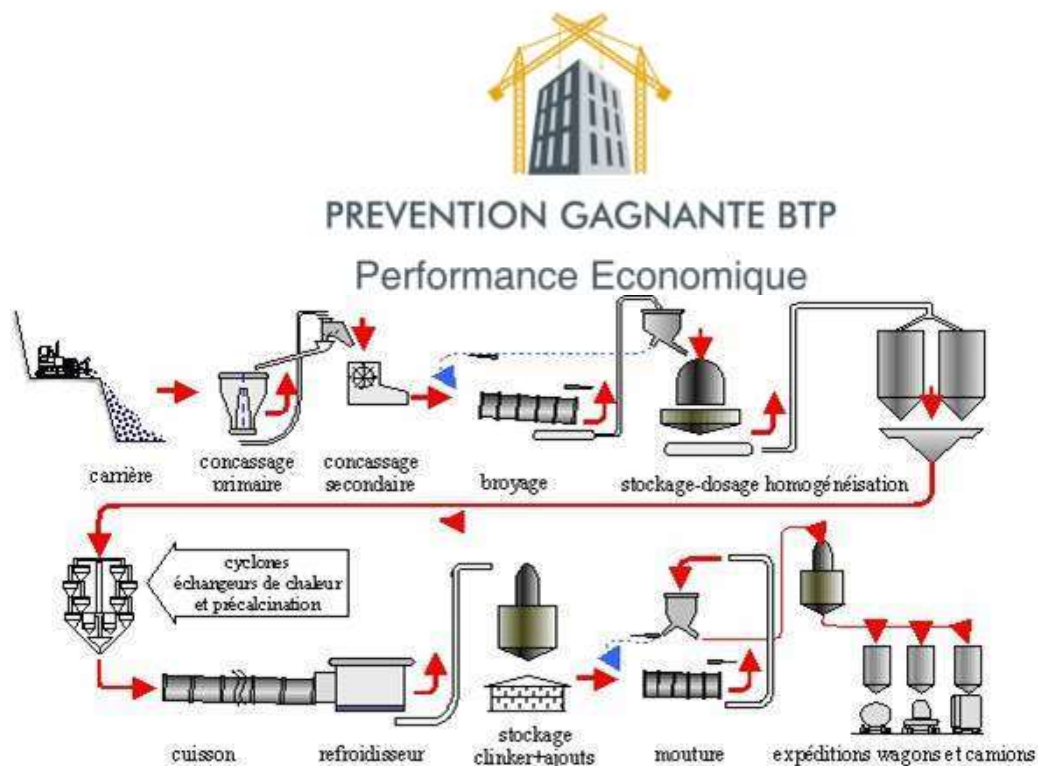 PREVENTION GAGNANTE BTP
Performance Economique
carrière
concassage
primaire
concassage
secondaire
broyage
stockage-dosage homogénéisation
cyclones
échangeurs de chaleur
et précalcination
cuisson
refroidisseur
stockage
clinker+ajouts
mouture
expéditions wagons et camions